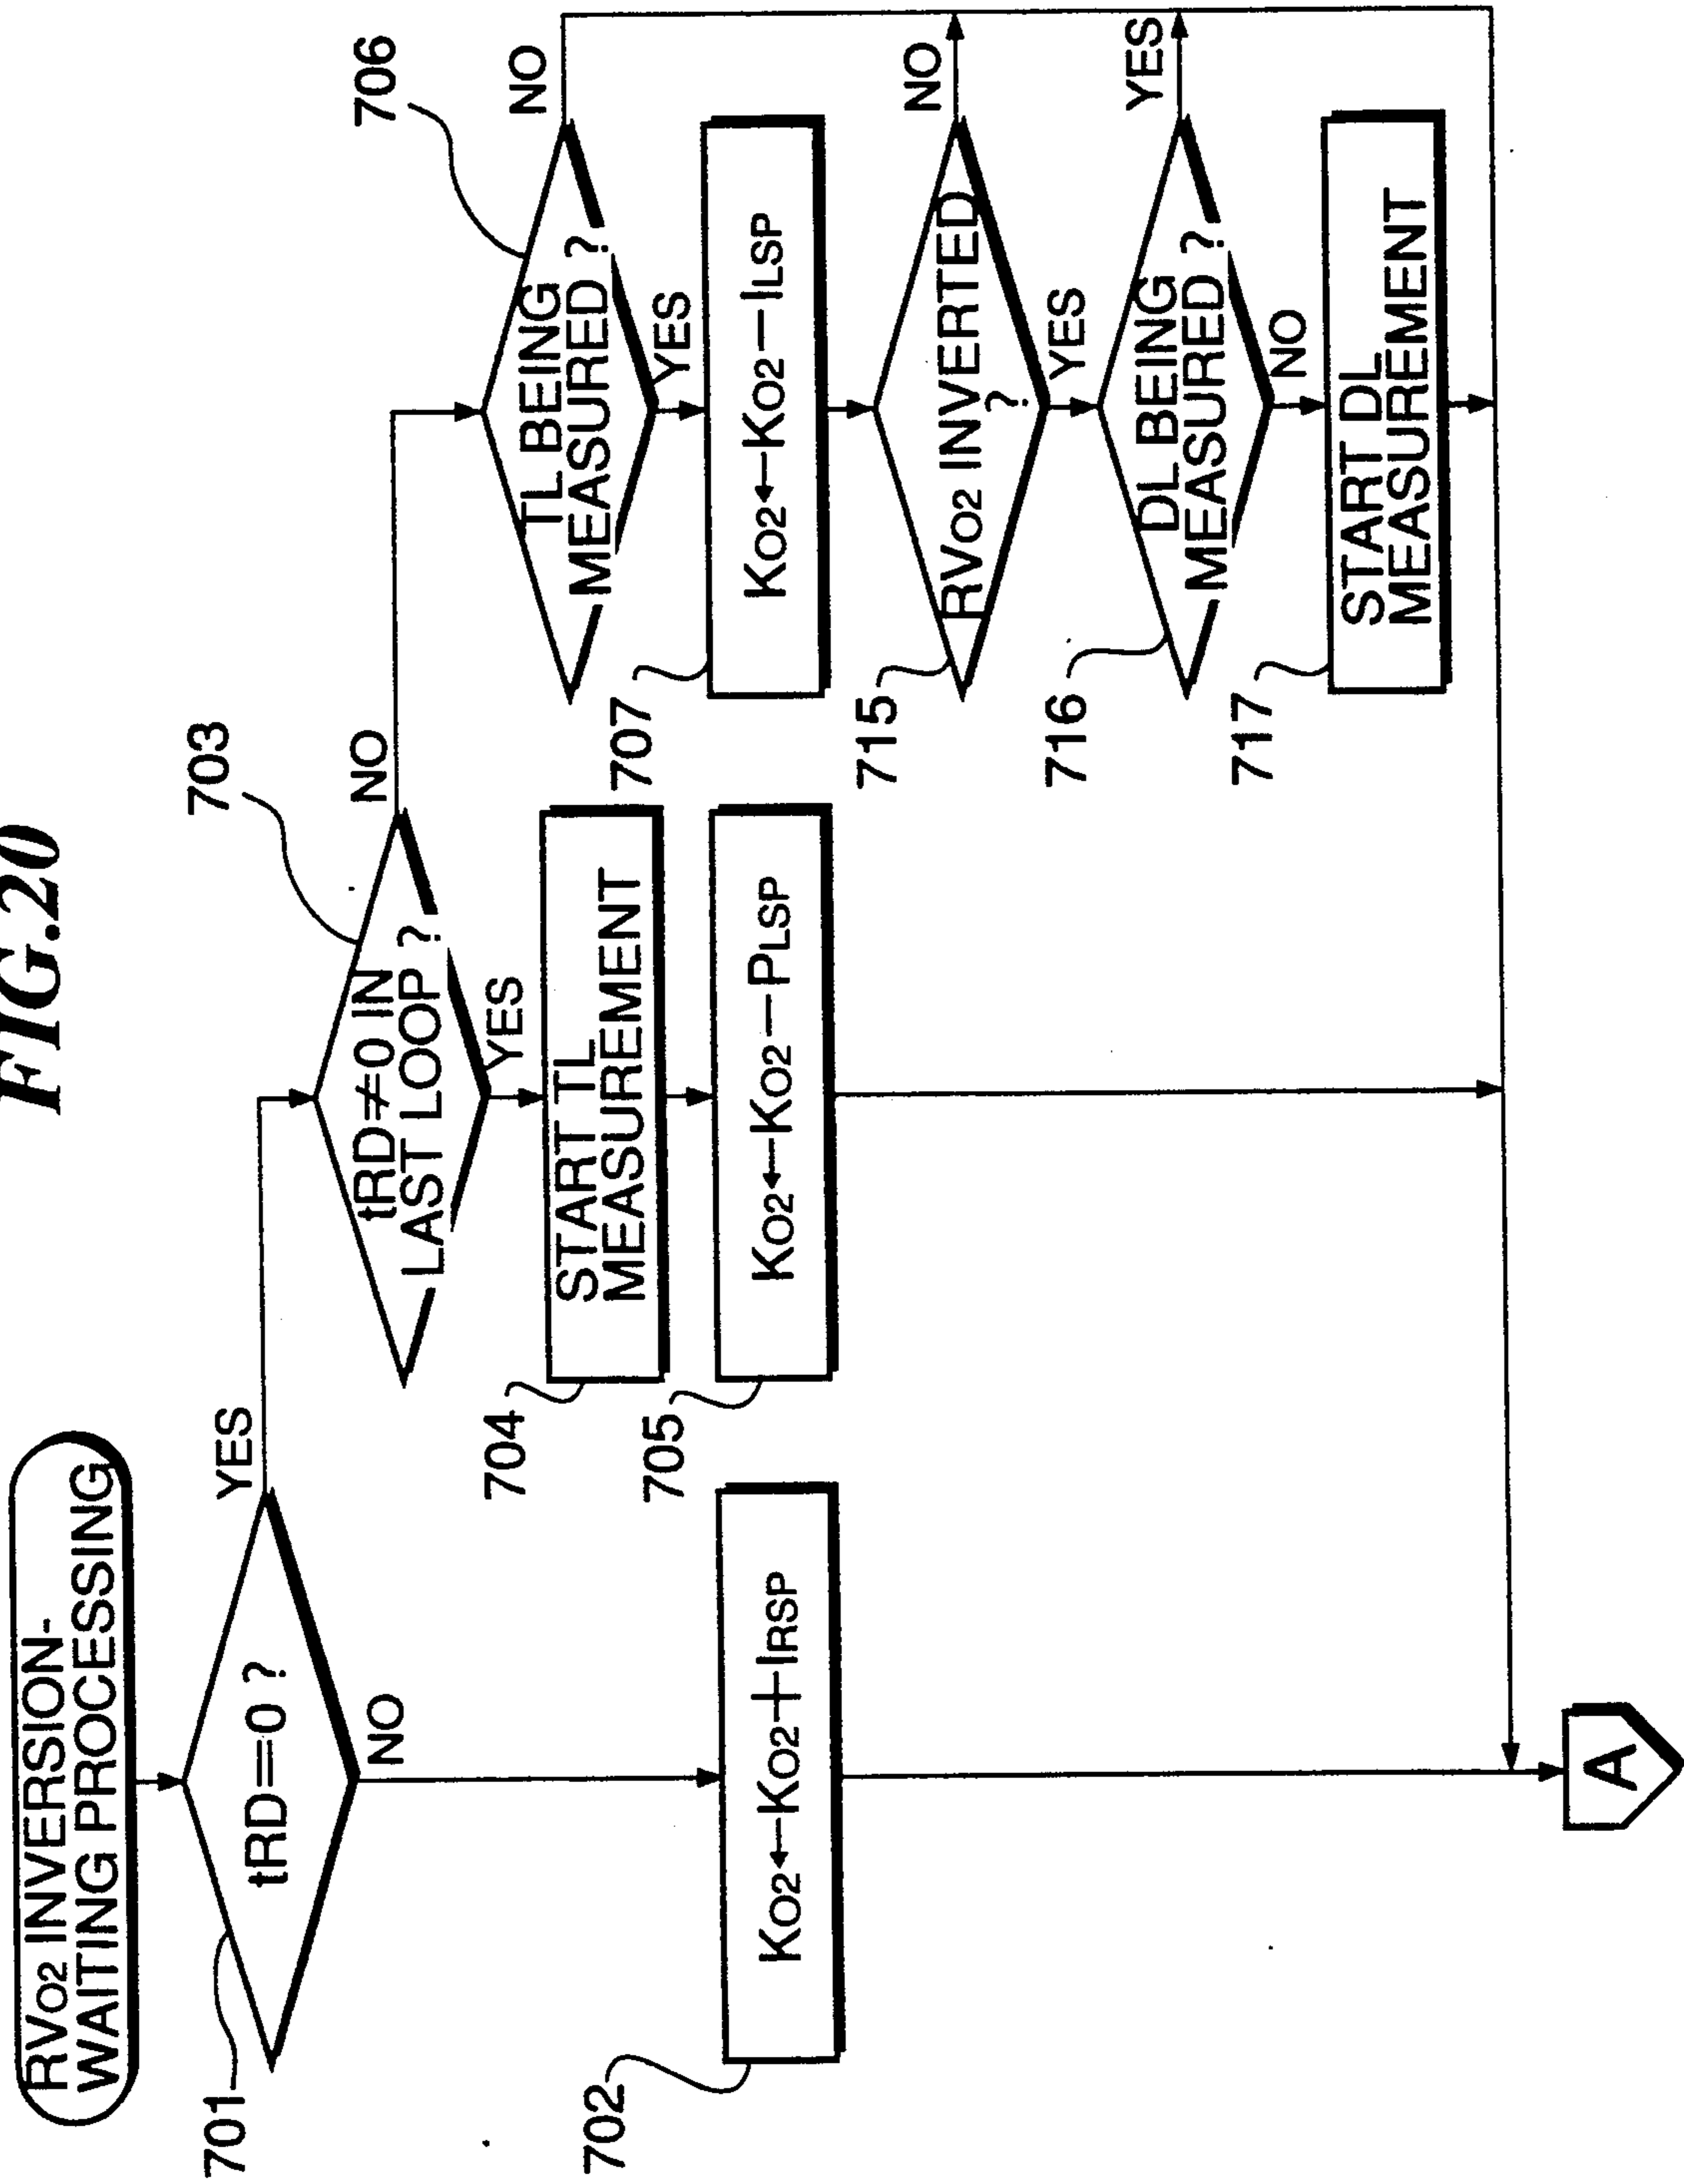 FIG.20
RVO2 INVERSION-
WAITING PROCESSING
701
tRD=0 ?
YES
NO
702
KO2←KO2+IRSP
703
tRD≠0 IN
LAST LOOP ?
NO
YES
704
START TL
MEASUREMENT
705
KO2←KO2-PLSP
706
TL BEING
MEASURED ?
NO
YES
707
KO2←KO2-ILSP
715
RVO2 INVERTED
?
NO
YES
716
DL BEING
MEASURED ?
YES
NO
717
START DL
MEASUREMENT
A